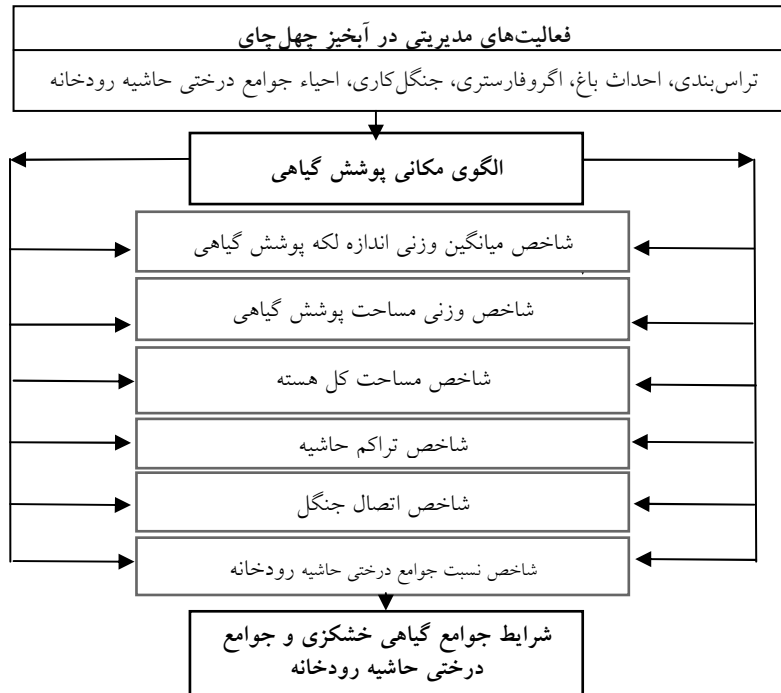 فعالیت‌های مدیریتی در آبخیز چهل‌چای
تراس‌بندی، احداث باغ، اگروفارستری، جنگل‌کاری، احیاء جوامع درختی حاشیه رودخانه
الگوی مکانی پوشش گیاهی
شاخص میانگین وزنی اندازه لکه پوشش گیاهی
شاخص وزنی مساحت پوشش گیاهی
شاخص مساحت کل هسته
شاخص تراکم حاشیه
شاخص اتصال جنگل
شاخص نسبت جوامع درختی حاشیه رودخانه
شرایط جوامع گیاهی خشکزی و جوامع
درختی حاشیه رودخانه